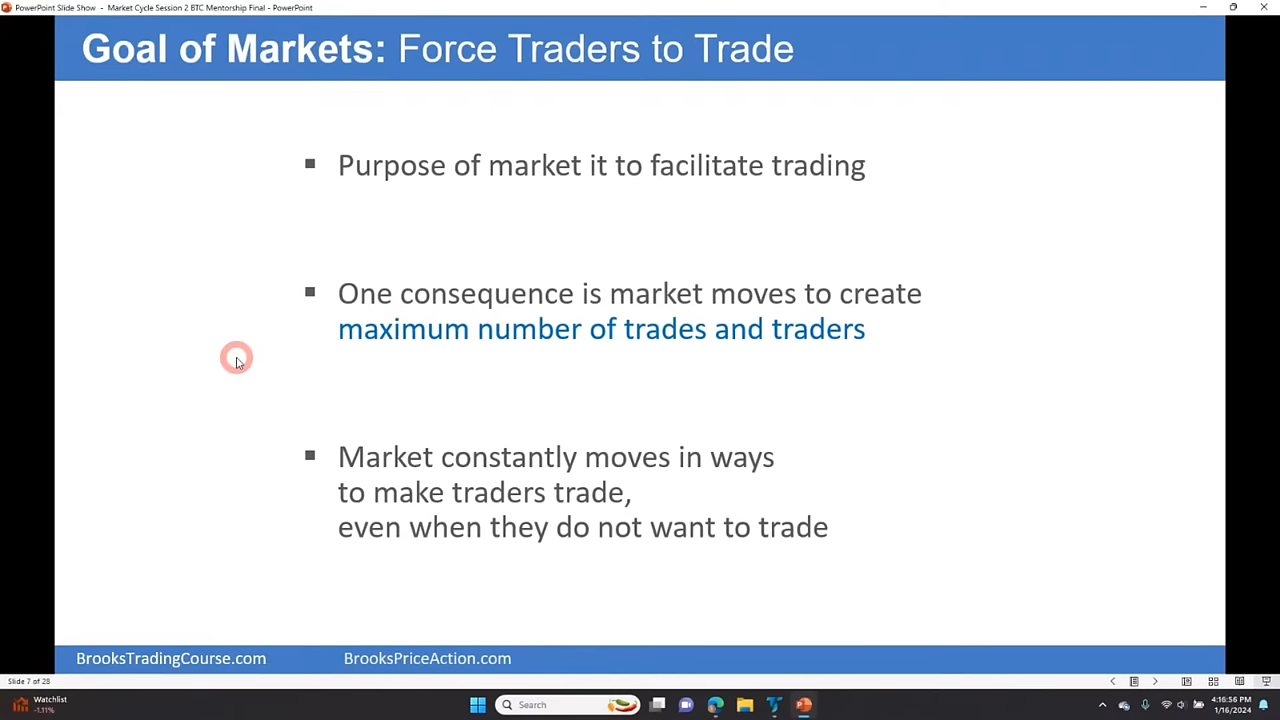 PowerPoint Slide Show - Market Cycle Session 2 BTC Mentorship Final - PowerPoint
Goal of Markets: Force Traders to Trade
Purpose of market it to facilitate trading
One consequence is market moves to create
maximum number of trades and traders
Market constantly moves in ways
to make traders trade,
even when they do not want to trade
BrooksTradingCourse.com BrooksPriceAction.com
Slide 7 of 28
Watchlist
-1.11%
Search
4:16:56 PM
1/16/2024